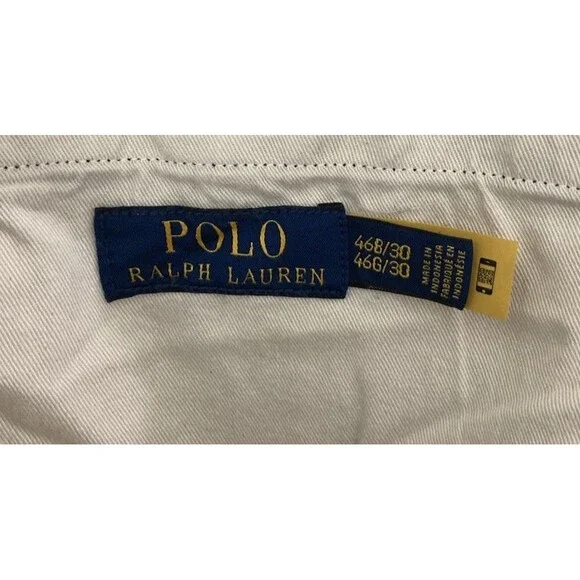 POLO
RALPH LAUREN
46B/30
46G/30
MADE IN
INDONESIA
FABRIQUÉ EN
INDONÉSIE